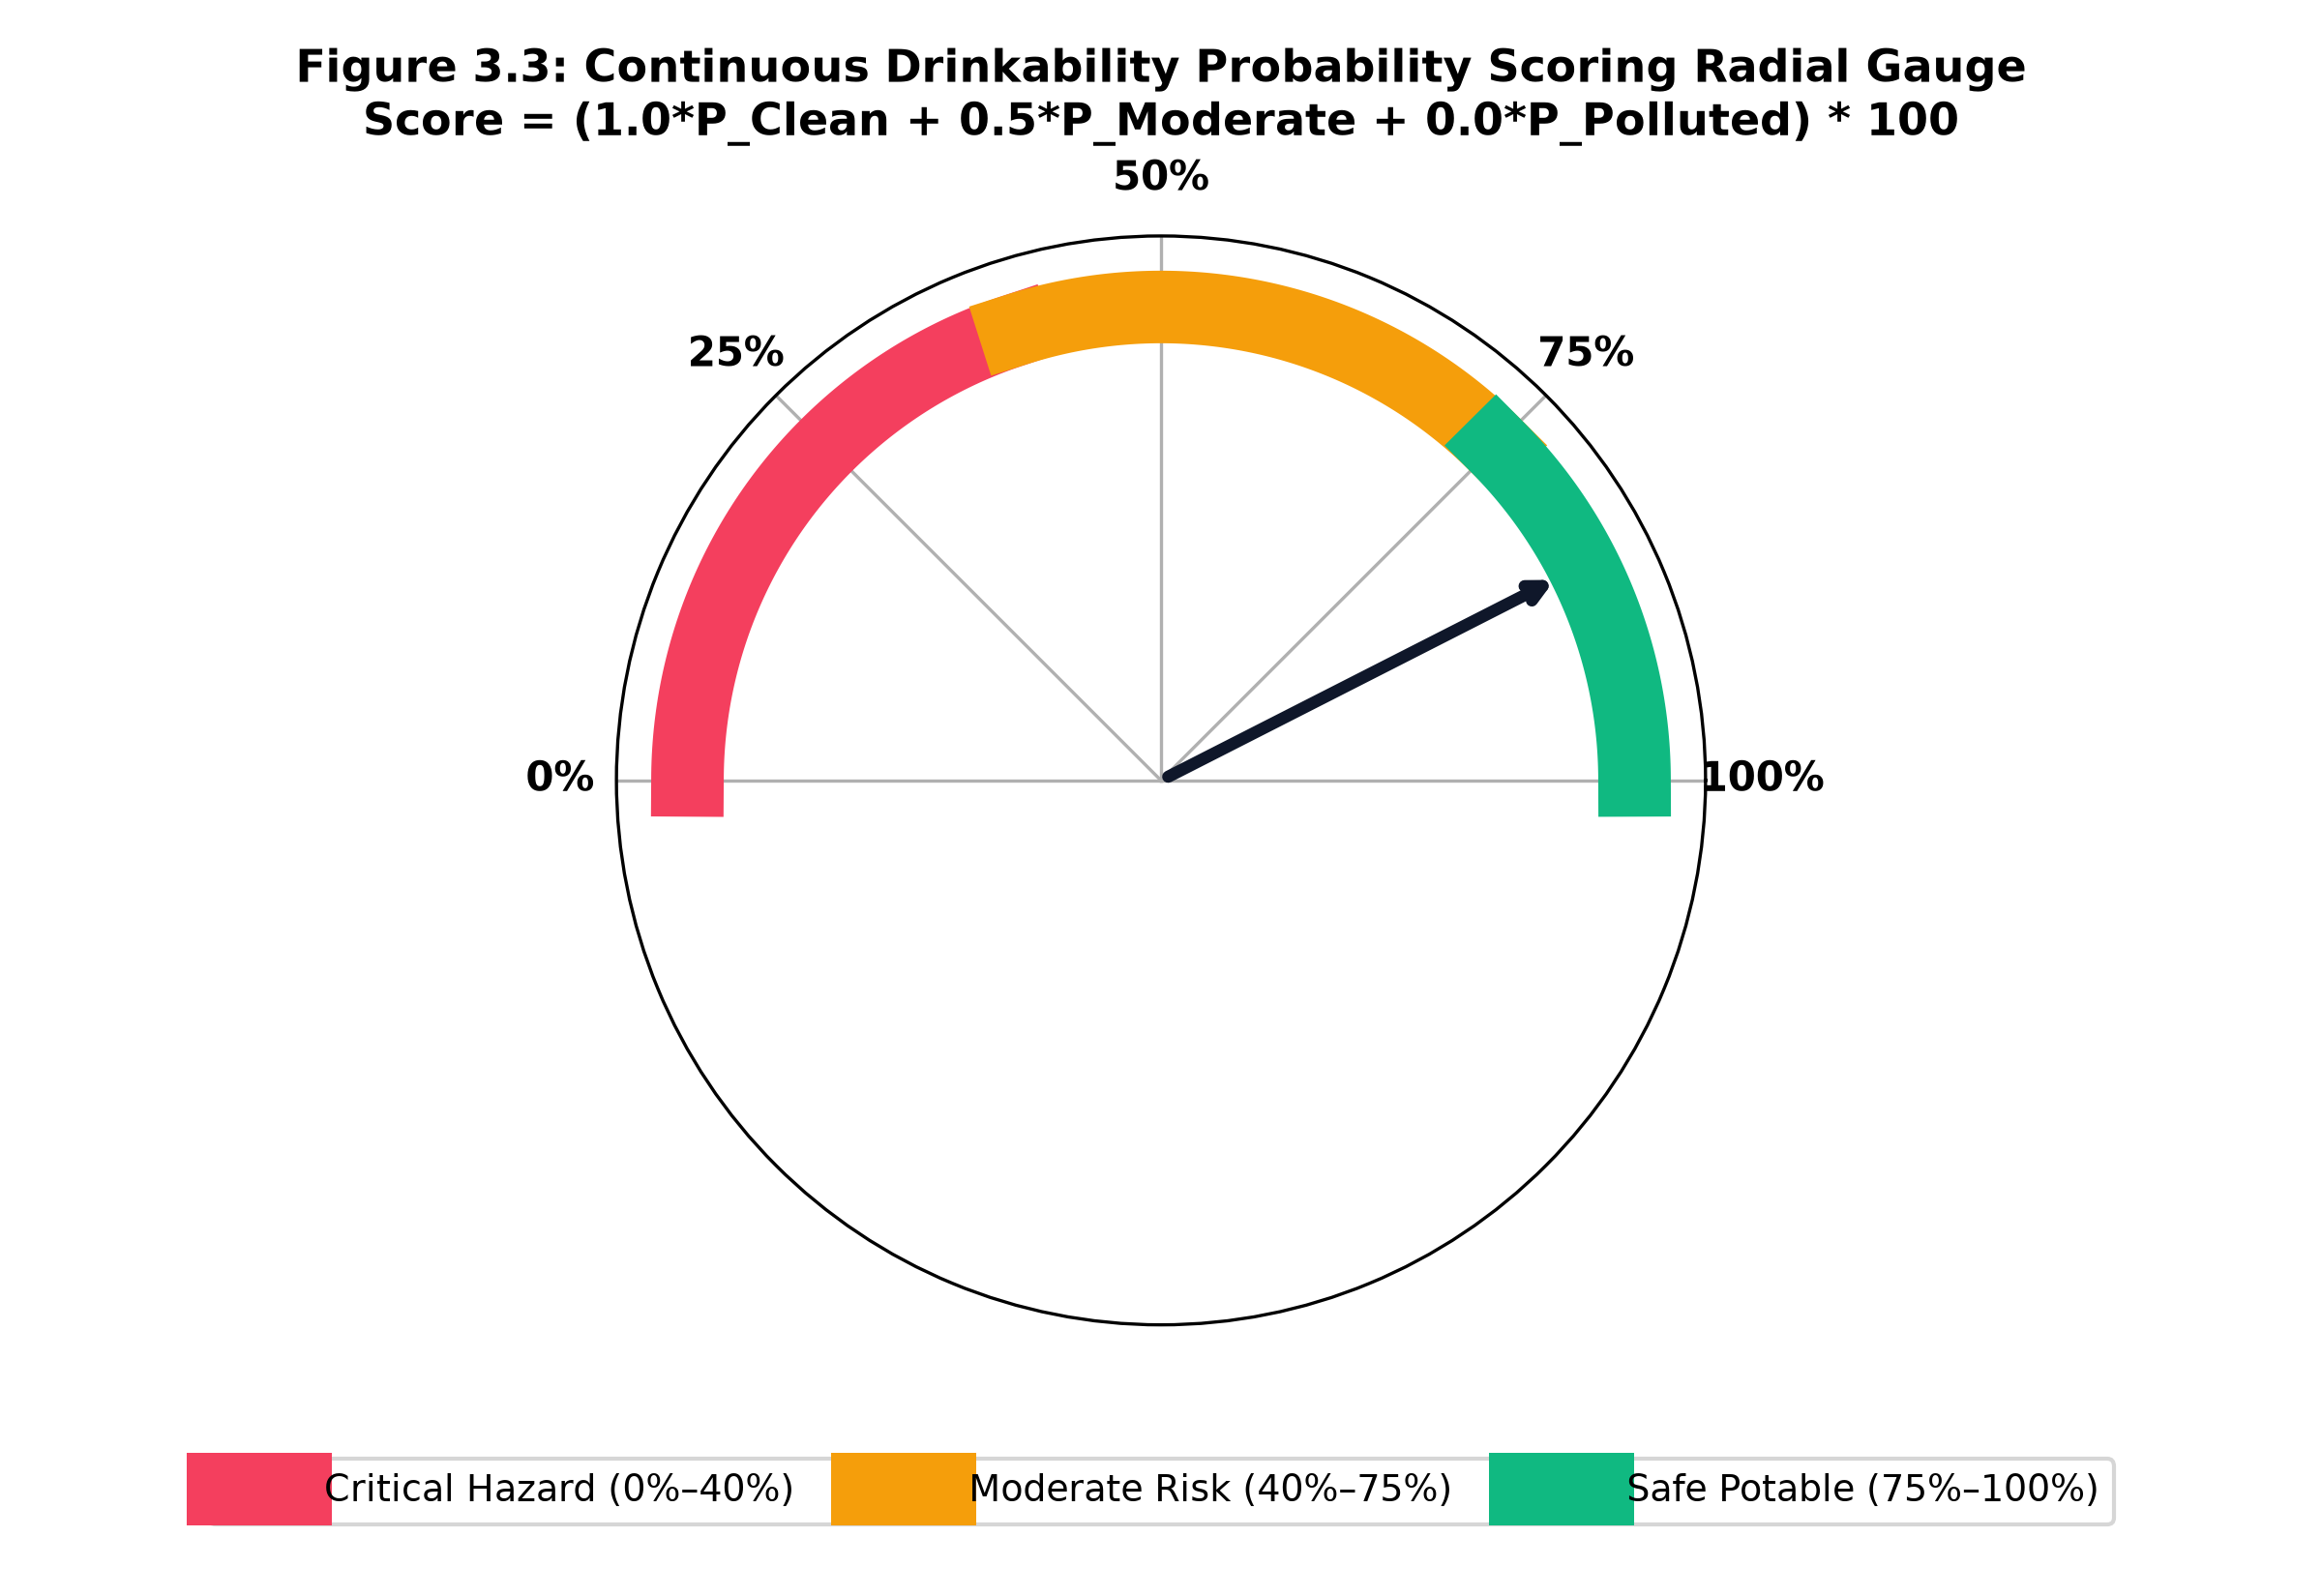 Figure 3.3: Continuous Drinkability Probability Scoring Radial Gauge
Score = (1.0*P_Clean + 0.5*P_Moderate + 0.0*P_Polluted) * 100
50%
25%
75%
0%
100%
Critical Hazard (0%–40%)
Moderate Risk (40%–75%)
Safe Potable (75%–100%)